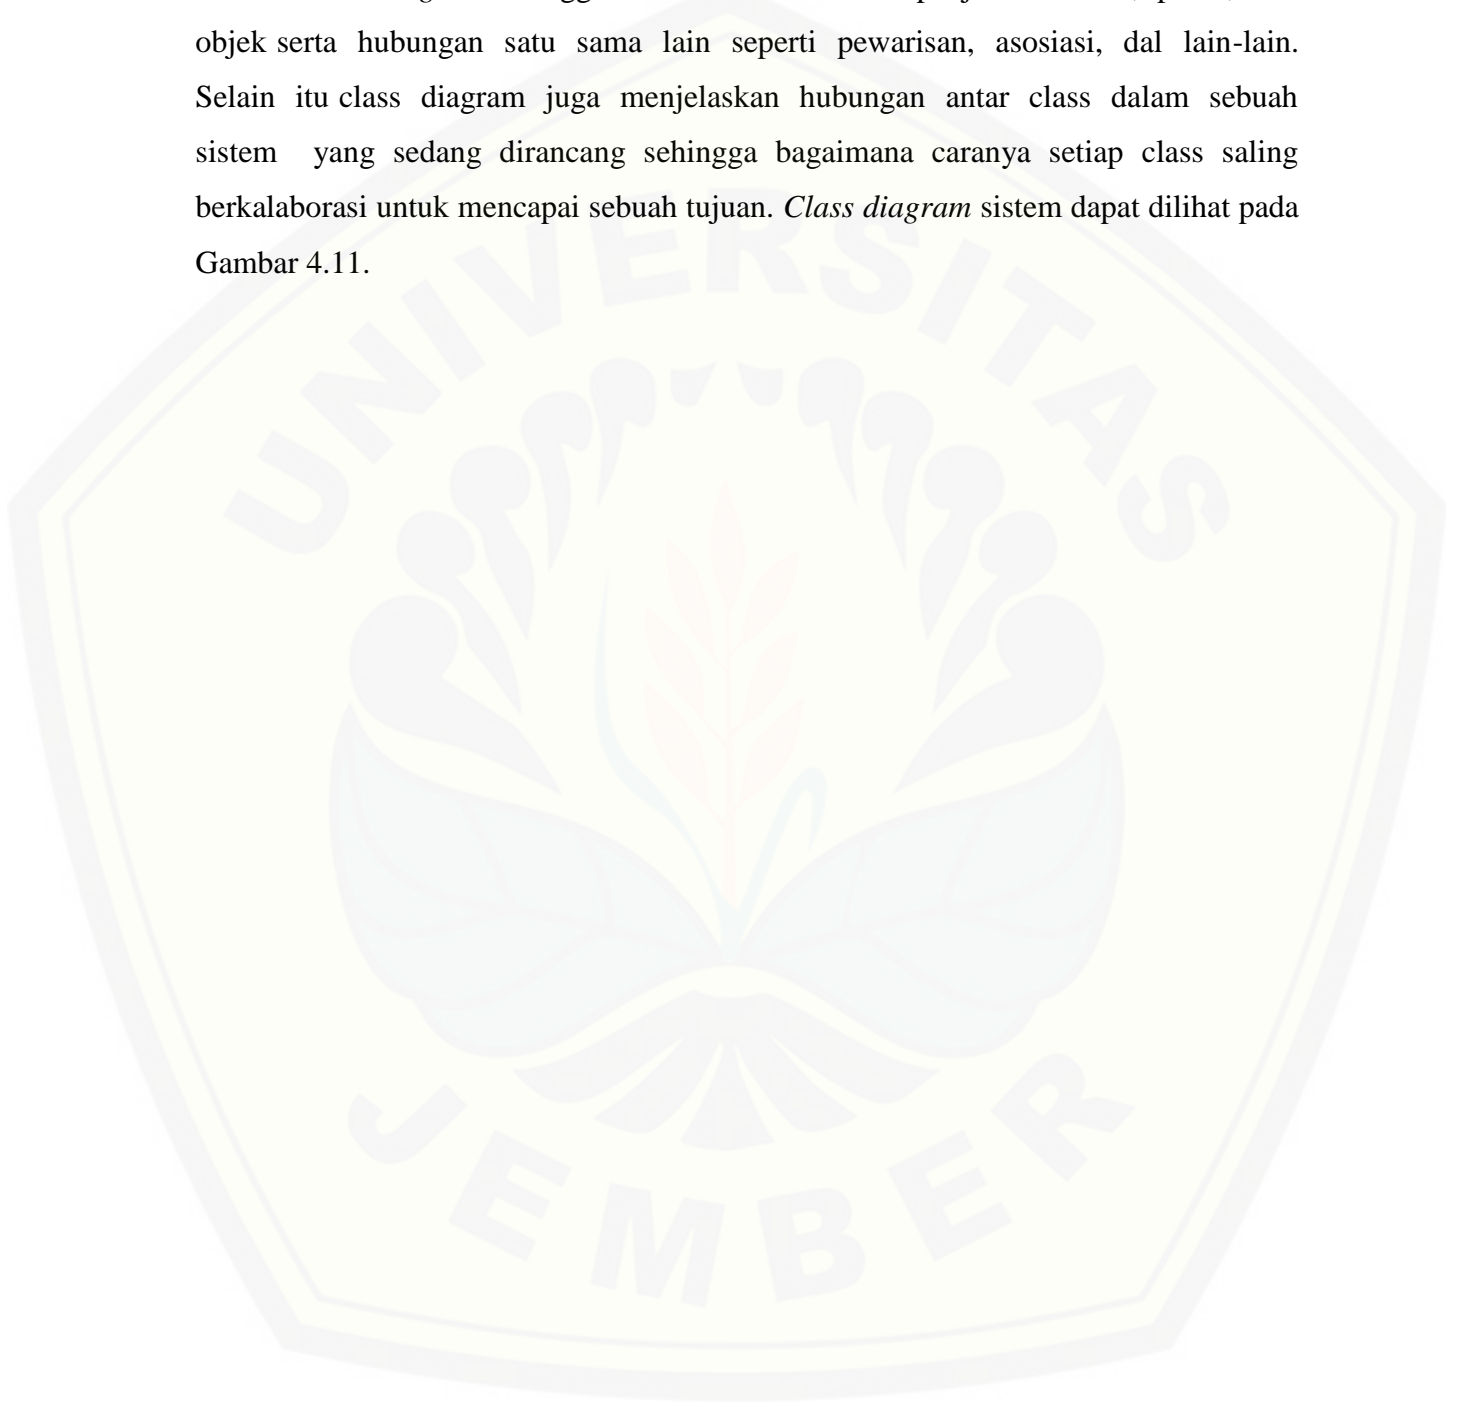 objek serta hubungan satu sama lain seperti pewarisan, asosiasi, dal lain-lain.
Selain itu class diagram juga menjelaskan hubungan antar class dalam sebuah
sistem yang sedang dirancang sehingga bagaimana caranya setiap class saling
berkalaborasi untuk mencapai sebuah tujuan. Class diagram sistem dapat dilihat pada
Gambar 4.11.
UNIVERSITAS
JEMBER